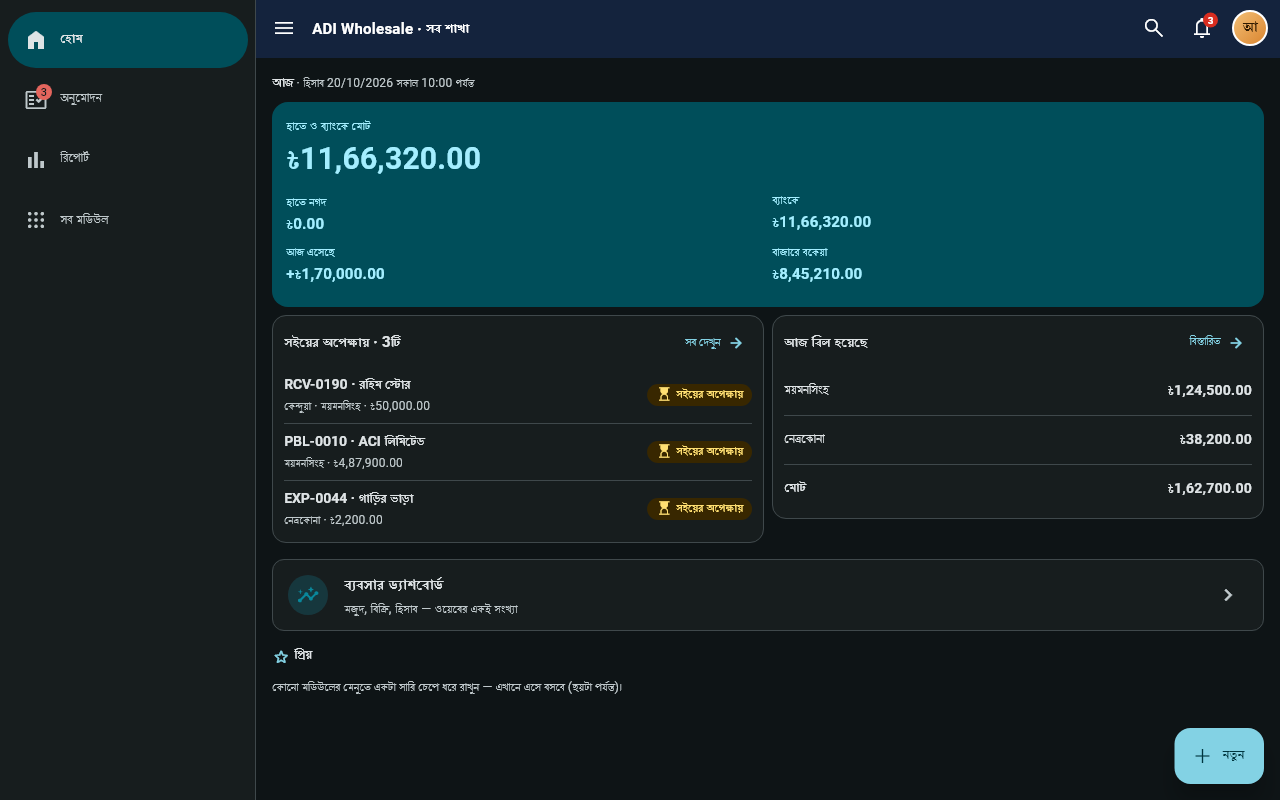 হোম
3
অনুমোদন
রিপোর্ট
সব মডিউল
ADI Wholesale · সব শাখা
3
আ
আজ · হিসাব 20/10/2026 সকাল 10:00 পর্যন্ত
হাতে ও ব্যাংকে মোট
৳11,66,320.00
হাতে নগদ
৳0.00
ব্যাংকে
৳11,66,320.00
আজ এসেছে
+৳1,70,000.00
বাজারে বকেয়া
৳8,45,210.00
সইয়ের অপেক্ষায় · 3টি
সব দেখুন
RCV-0190 · রহিম স্টোর
কেন্দুয়া · ময়মনসিংহ · ৳50,000.00
সইয়ের অপেক্ষায়
PBL-0010 · ACI লিমিটেড
ময়মনসিংহ · ৳4,87,900.00
সইয়ের অপেক্ষায়
EXP-0044 · গাড়ির ভাড়া
নেত্রকোনা · ৳2,200.00
সইয়ের অপেক্ষায়
আজ বিল হয়েছে
বিস্তারিত
ময়মনসিংহ ৳1,24,500.00
নেত্রকোনা ৳38,200.00
মোট ৳1,62,700.00
ব্যবসার ড্যাশবোর্ড
মজুদ, বিক্রি, হিসাব — ওয়েবের একই সংখ্যা
প্রিয়
কোনো মডিউলের মেনুতে একটা সারি চেপে ধরে রাখুন — এখানে এসে বসবে (ছয়টা পর্যন্ত)।
নতুন